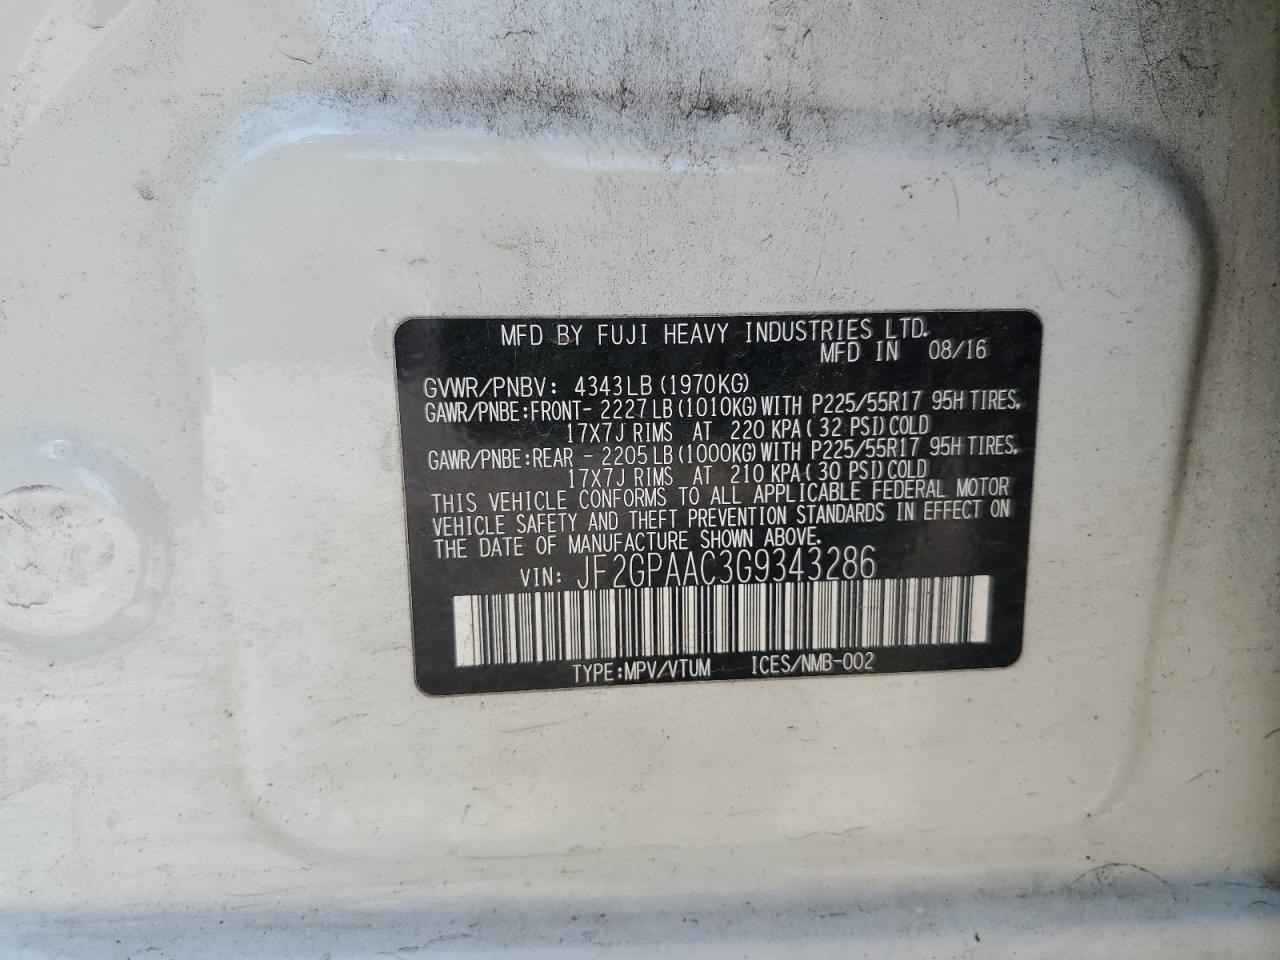 MFD BY FUJI HEAVY INDUSTRIES LTD.
MFD IN 08/16
GVWR/PNBV: 4343LB (1970KG)
GAWR/PNBE:FRONT- 2227LB (1010KG) WITH P225/55R17 95H TIRES,
17X7J RIMS AT 220 KPA ( 32 PSI) COLD
GAWR/PNBE:REAR - 2205LB (1000KG) WITH P225/55R17 95H TIRES,
17X7J RIMS AT 210 KPA ( 30 PSI) COLD
THIS VEHICLE CONFORMS TO ALL APPLICABLE FEDERAL MOTOR
VEHICLE SAFETY AND THEFT PREVENTION STANDARDS IN EFFECT ON
THE DATE OF MANUFACTURE SHOWN ABOVE.
VIN: JF2GPAAC3G9343286
TYPE:MPV/VTUM ICES/NMB-002